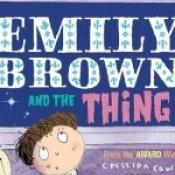 EMILY
BROWN
AND THE THING
From the AWARD
CRESSIDA